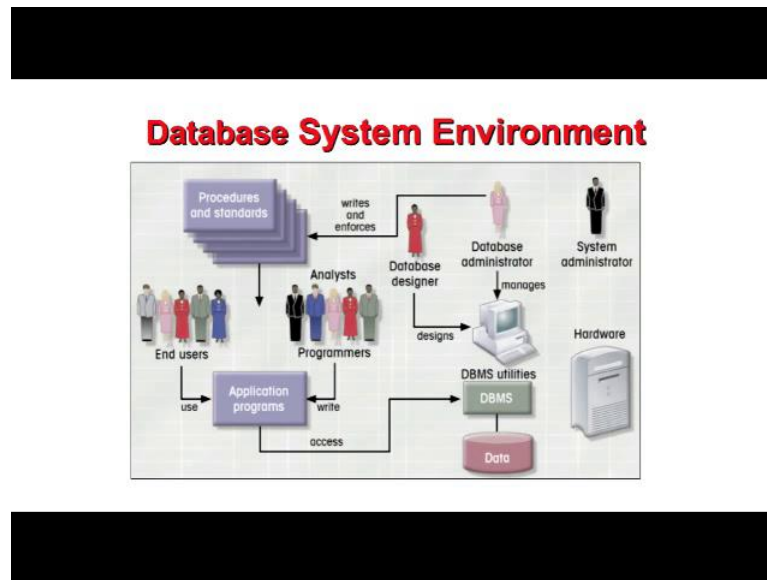 Database System Environment
Procedures
and standards
writes
and
enforces
Database
designer
Database
administrator
System
administrator
manages
Analysts
designs
End users
Programmers
Hardware
DBMS utilities
Application
programs
use
write
DBMS
access
Data